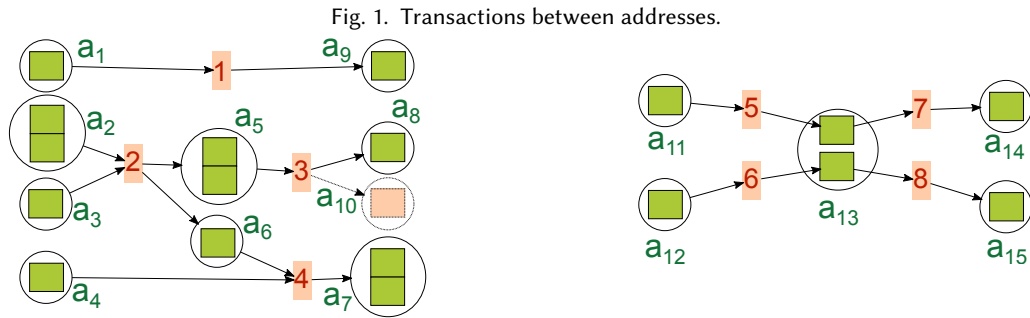 Fig. 1. Transactions between addresses.
a1
1
a9
a2
a8
a5
2
3
a3
a10
a6
a4
4
a7
5
7
a11
a14
6
8
a13
a12
a15